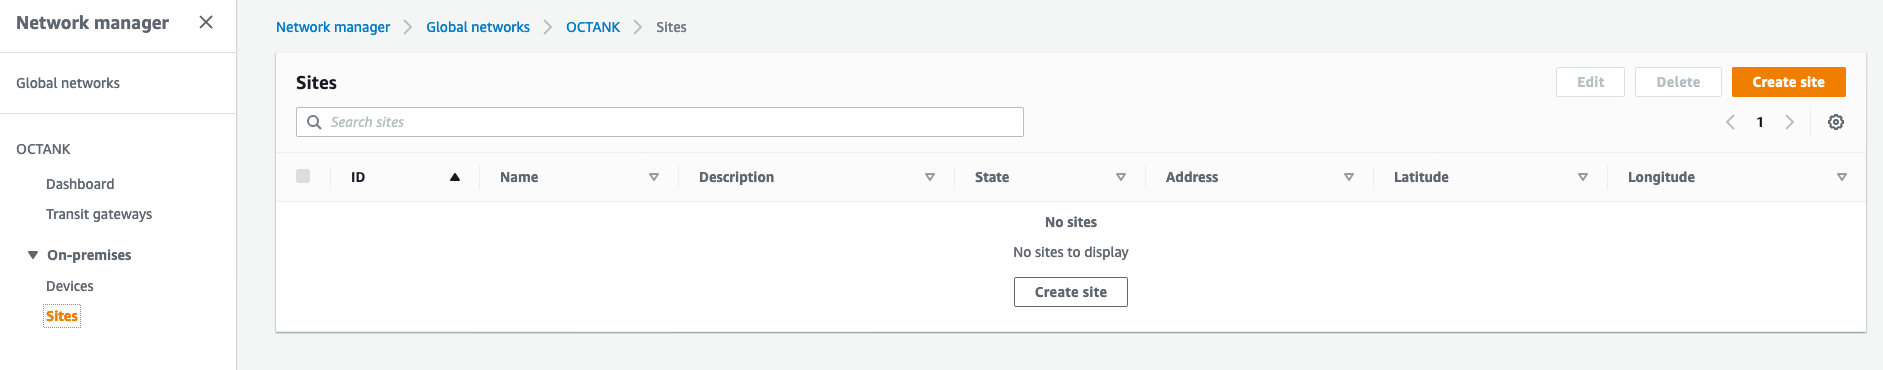 Network manager
Global networks
OCTANK
Dashboard
Transit gateways
On-premises
Devices
Sites
Network manager Global networks OCTANK Sites
Sites Edit Delete Create site
Search sites 1
ID Name Description State Address Latitude Longitude
No sites
No sites to display
Create site